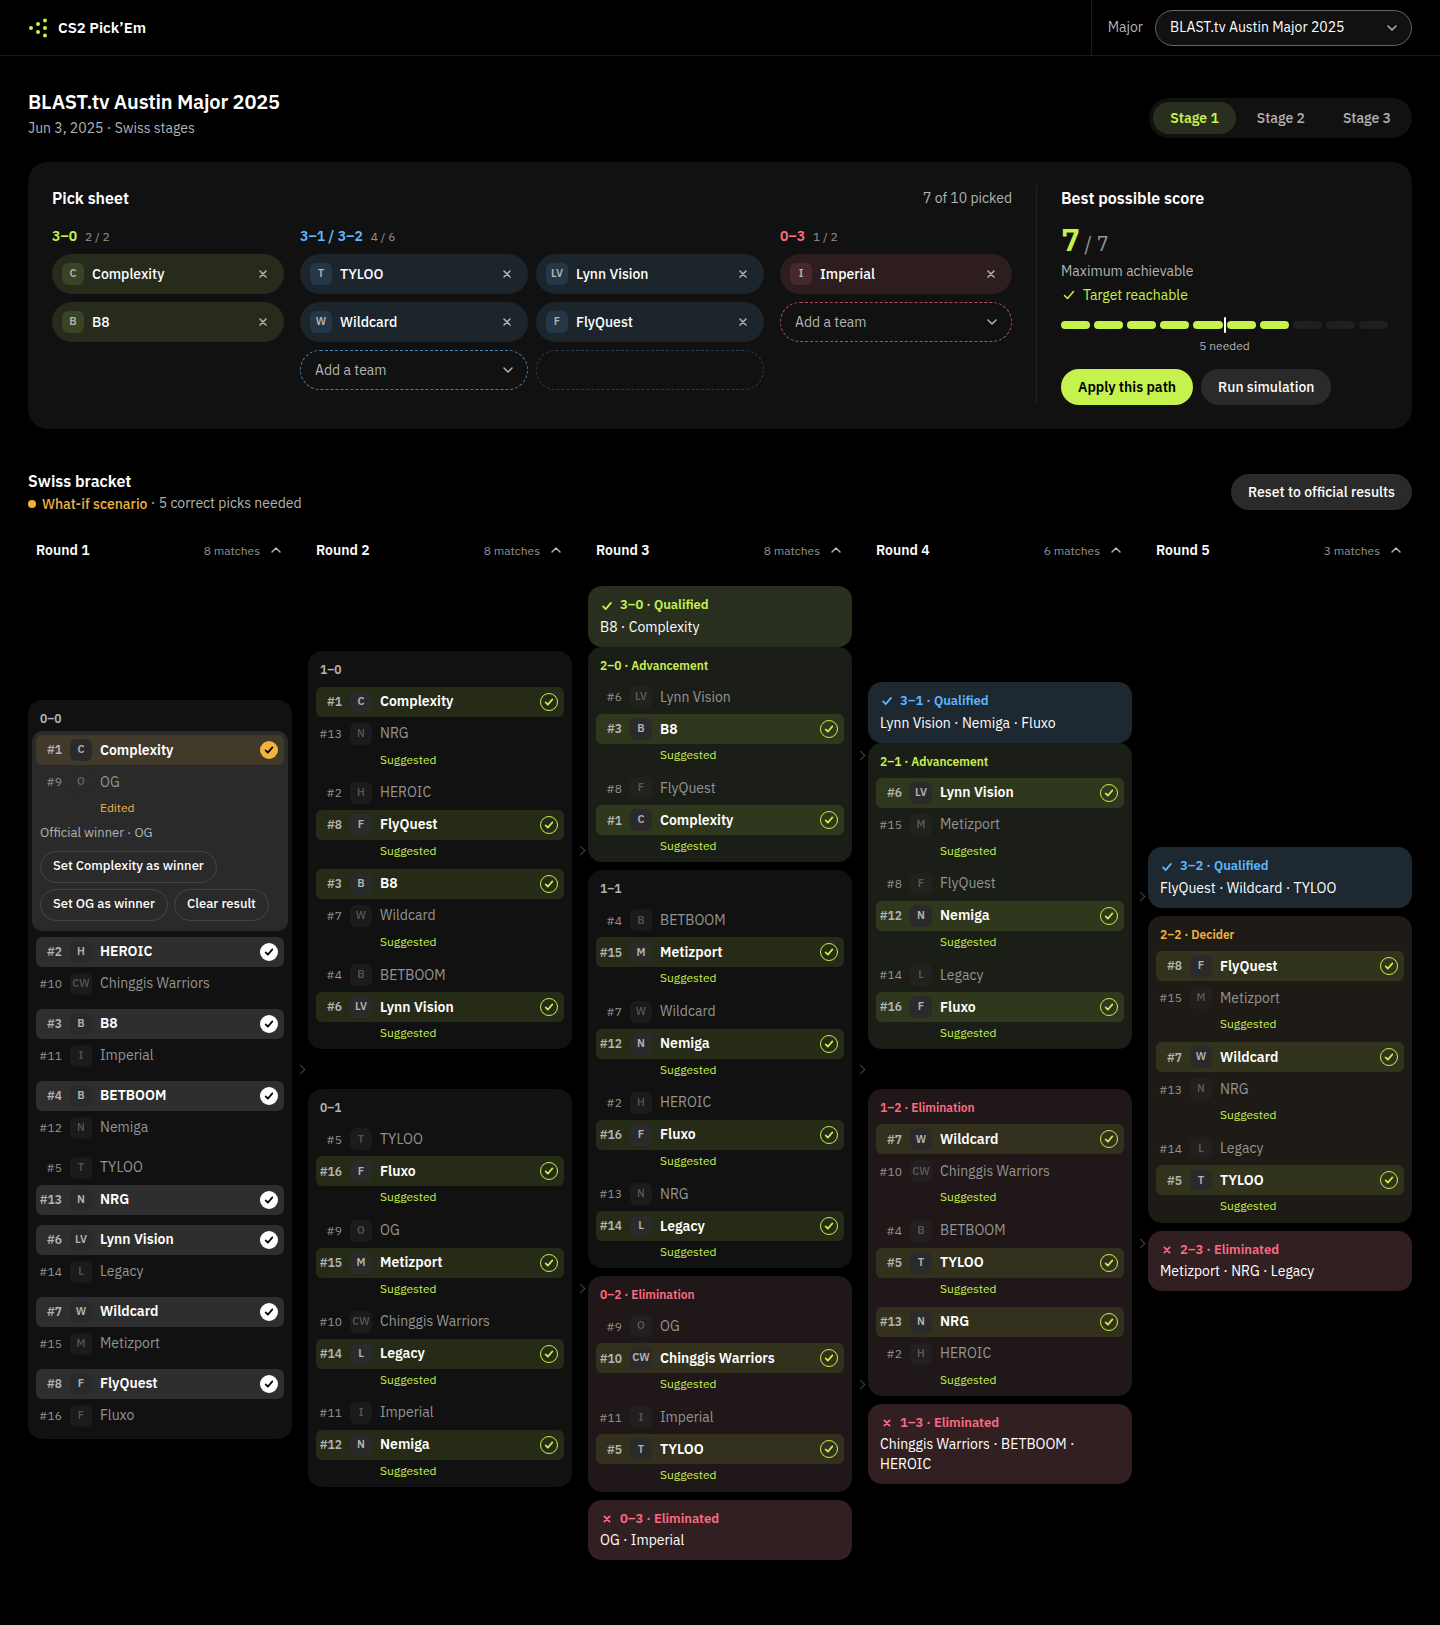 CS2 Pick'Em
Major
BLAST.tv Austin Major 2025
BLAST.tv Austin Major 2025
Jun 3, 2025 · Swiss stages
Stage 1
Stage 2
Stage 3
Pick sheet
7 of 10 picked
3–0 2 / 2
C Complexity
B B8
3–1 / 3–2 4 / 6
T TYLOO
LV Lynn Vision
W Wildcard
F FlyQuest
Add a team
0–3 1 / 2
I Imperial
Add a team
Best possible score
7 / 7
Maximum achievable
Target reachable
5 needed
Apply this path
Run simulation
Swiss bracket
What-if scenario · 5 correct picks needed
Reset to official results
Round 1
8 matches
0–0
#1 C Complexity
#9 O OG
Edited
Official winner · OG
Set Complexity as winner
Set OG as winner
Clear result
#2 H HEROIC
#10 CW Chinggis Warriors
#3 B B8
#11 I Imperial
#4 B BETBOOM
#12 N Nemiga
#5 T TYLOO
#13 N NRG
#6 LV Lynn Vision
#14 L Legacy
#7 W Wildcard
#15 M Metizport
#8 F FlyQuest
#16 F Fluxo
Round 2
8 matches
1–0
#1 C Complexity
#13 N NRG
Suggested
#2 H HEROIC
#8 F FlyQuest
Suggested
#3 B B8
#7 W Wildcard
Suggested
#4 B BETBOOM
#6 LV Lynn Vision
Suggested
0–1
#5 T TYLOO
#16 F Fluxo
Suggested
#9 O OG
#15 M Metizport
Suggested
#10 CW Chinggis Warriors
#14 L Legacy
Suggested
#11 I Imperial
#12 N Nemiga
Suggested
Round 3
8 matches
3–0 · Qualified
B8 · Complexity
2–0 · Advancement
#6 LV Lynn Vision
#3 B B8
Suggested
#8 F FlyQuest
#1 C Complexity
Suggested
1–1
#4 B BETBOOM
#15 M Metizport
Suggested
#7 W Wildcard
#12 N Nemiga
Suggested
#2 H HEROIC
#16 F Fluxo
Suggested
#13 N NRG
#14 L Legacy
Suggested
0–2 · Elimination
#9 O OG
#10 CW Chinggis Warriors
Suggested
#11 I Imperial
#5 T TYLOO
Suggested
0–3 · Eliminated
OG · Imperial
Round 4
6 matches
3–1 · Qualified
Lynn Vision · Nemiga · Fluxo
2–1 · Advancement
#6 LV Lynn Vision
#15 M Metizport
Suggested
#8 F FlyQuest
#12 N Nemiga
Suggested
#14 L Legacy
#16 F Fluxo
Suggested
1–2 · Elimination
#7 W Wildcard
#10 CW Chinggis Warriors
Suggested
#4 B BETBOOM
#5 T TYLOO
Suggested
#13 N NRG
#2 H HEROIC
Suggested
1–3 · Eliminated
Chinggis Warriors · BETBOOM ·
HEROIC
Round 5
3 matches
3–2 · Qualified
FlyQuest · Wildcard · TYLOO
2–2 · Decider
#8 F FlyQuest
#15 M Metizport
Suggested
#7 W Wildcard
#13 N NRG
Suggested
#14 L Legacy
#5 T TYLOO
Suggested
2–3 · Eliminated
Metizport · NRG · Legacy